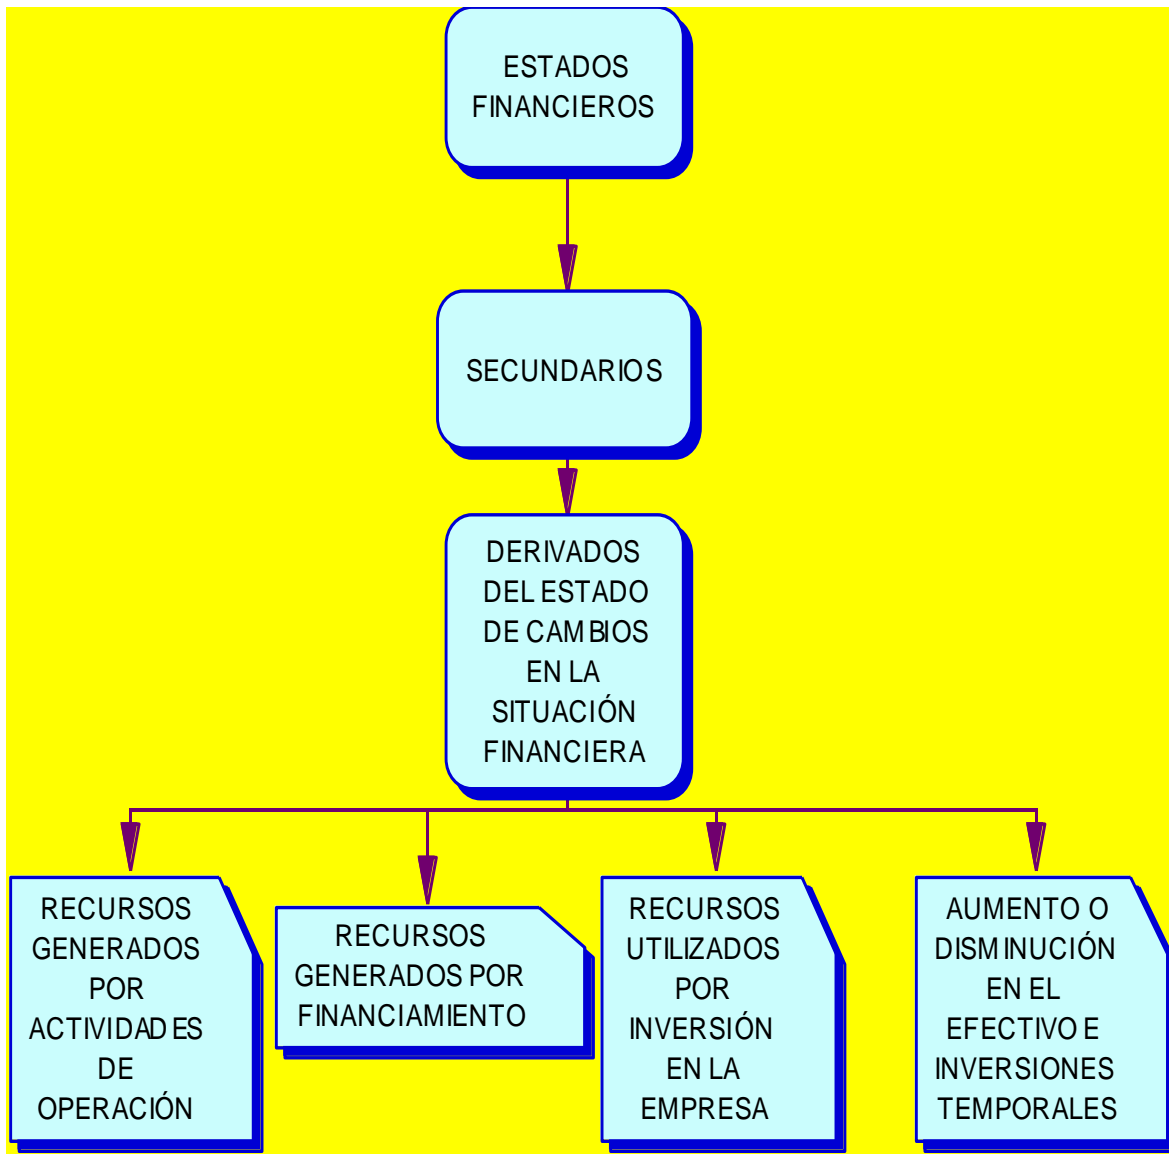 ESTADOS
FINANCIEROS
SECUNDARIOS
DERIVADOS
DEL ESTADO
DE CAMBIOS
EN LA
SITUACIÓN
FINANCIERA
RECURSOS
GENERADOS
POR
ACTIVIDADES
DE
OPERACIÓN
RECURSOS
GENERADOS POR
FINANCIAMIENTO
RECURSOS
UTILIZADOS
POR
INVERSIÓN
EN LA
EMPRESA
AUMENTO O
DISMINUCIÓN
EN EL
EFECTIVO E
INVERSIONES
TEMPORALES